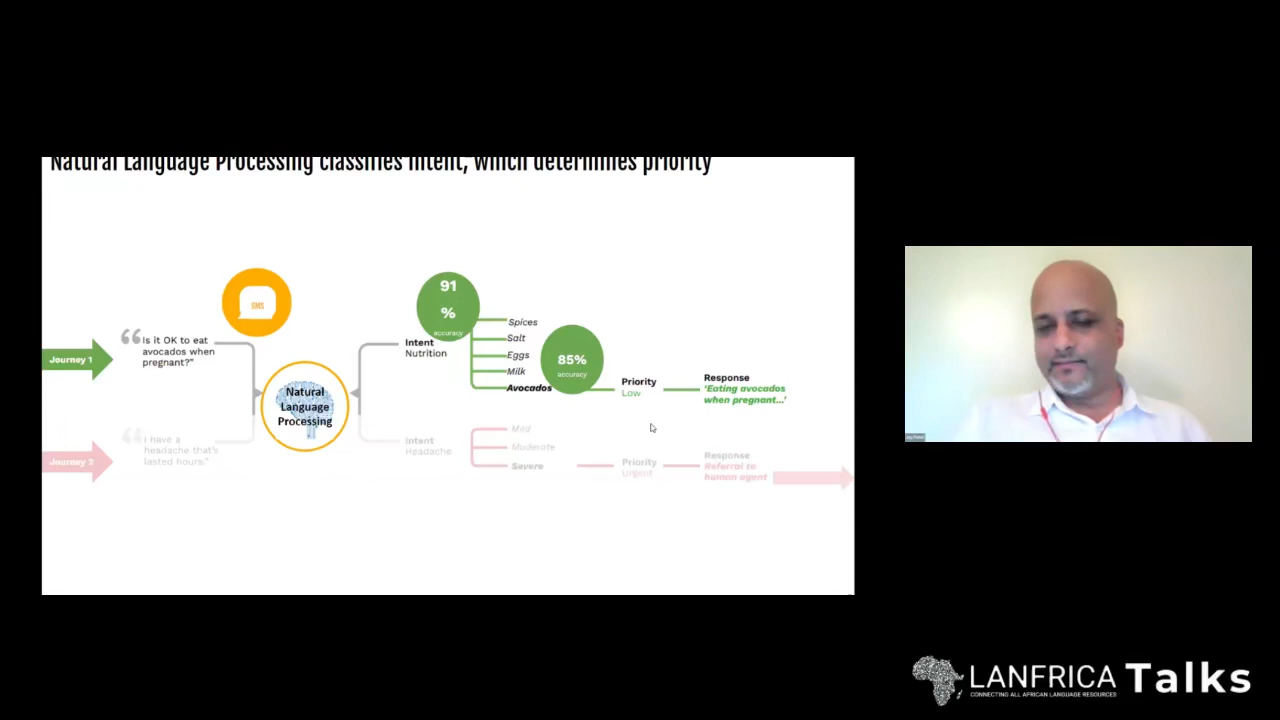 Natural Language Processing classifies intent, which determines priority
SMS
91
%
accuracy
Journey 1
“Is it OK to eat
avocados when
pregnant?”
Intent
Nutrition
Spices
Salt
Eggs
Milk
Avocados
85%
accuracy
Priority
Low
Response
‘Eating avocados
when pregnant...’
Natural
Language
Processing
Journey 2
“I have a
headache that's
lasted hours.”
Intent
Headache
Mild
Moderate
Severe
Priority
Urgent
Response
Referral to
human agent
LANFRICA Talks
CONNECTING ALL AFRICAN LANGUAGE RESOURCES